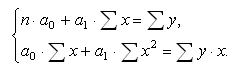 n · a₀ + a₁ · ∑ x = ∑ y,
a₀ · ∑ x + a₁ · ∑ x² = ∑ y · x.